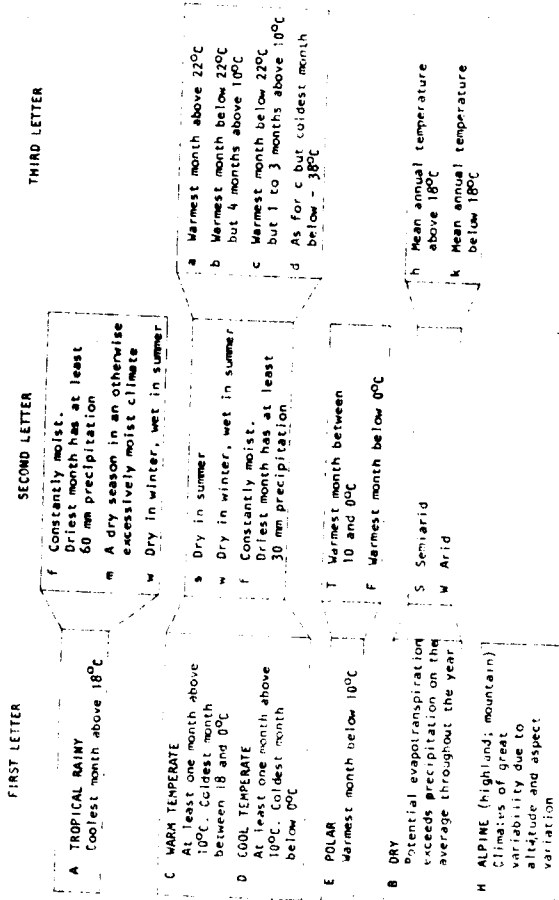 FIRST LETTER
A TROPICAL RAINY
Coolest month above 18°C
C WARM TEMPERATE
At least one month above
10°C. Coldest month
between 18 and 0°C
D COOL TEMPERATE
At least one month above
10°C. Coldest month
below 0°C
E POLAR
Warmest month below 10°C
B DRY
Potential evapotranspiration
exceeds precipitation on the
average throughout the year
H ALPINE (highland; mountain)
Climates of great
variability due to
altitude and aspect
variation
SECOND LETTER
f Constantly moist.
Driest month has at least
60 mm precipitation
m A dry season in an otherwise
excessively moist climate
w Dry in winter, wet in summer
s Dry in summer
w Dry in winter, wet in summer
f Constantly moist.
Driest month has at least
30 mm precipitation
T Warmest month between
10 and 0°C
F Warmest month below 0°C
S Semiarid
W Arid
THIRD LETTER
a Warmest month above 22°C
b Warmest month below 22°C
but 4 months above 10°C
c Warmest month below 22°C
but 1 to 3 months above 10°C
d As for c but coldest month
below - 38°C
h Mean annual temperature
above 18°C
k Mean annual temperature
below 18°C